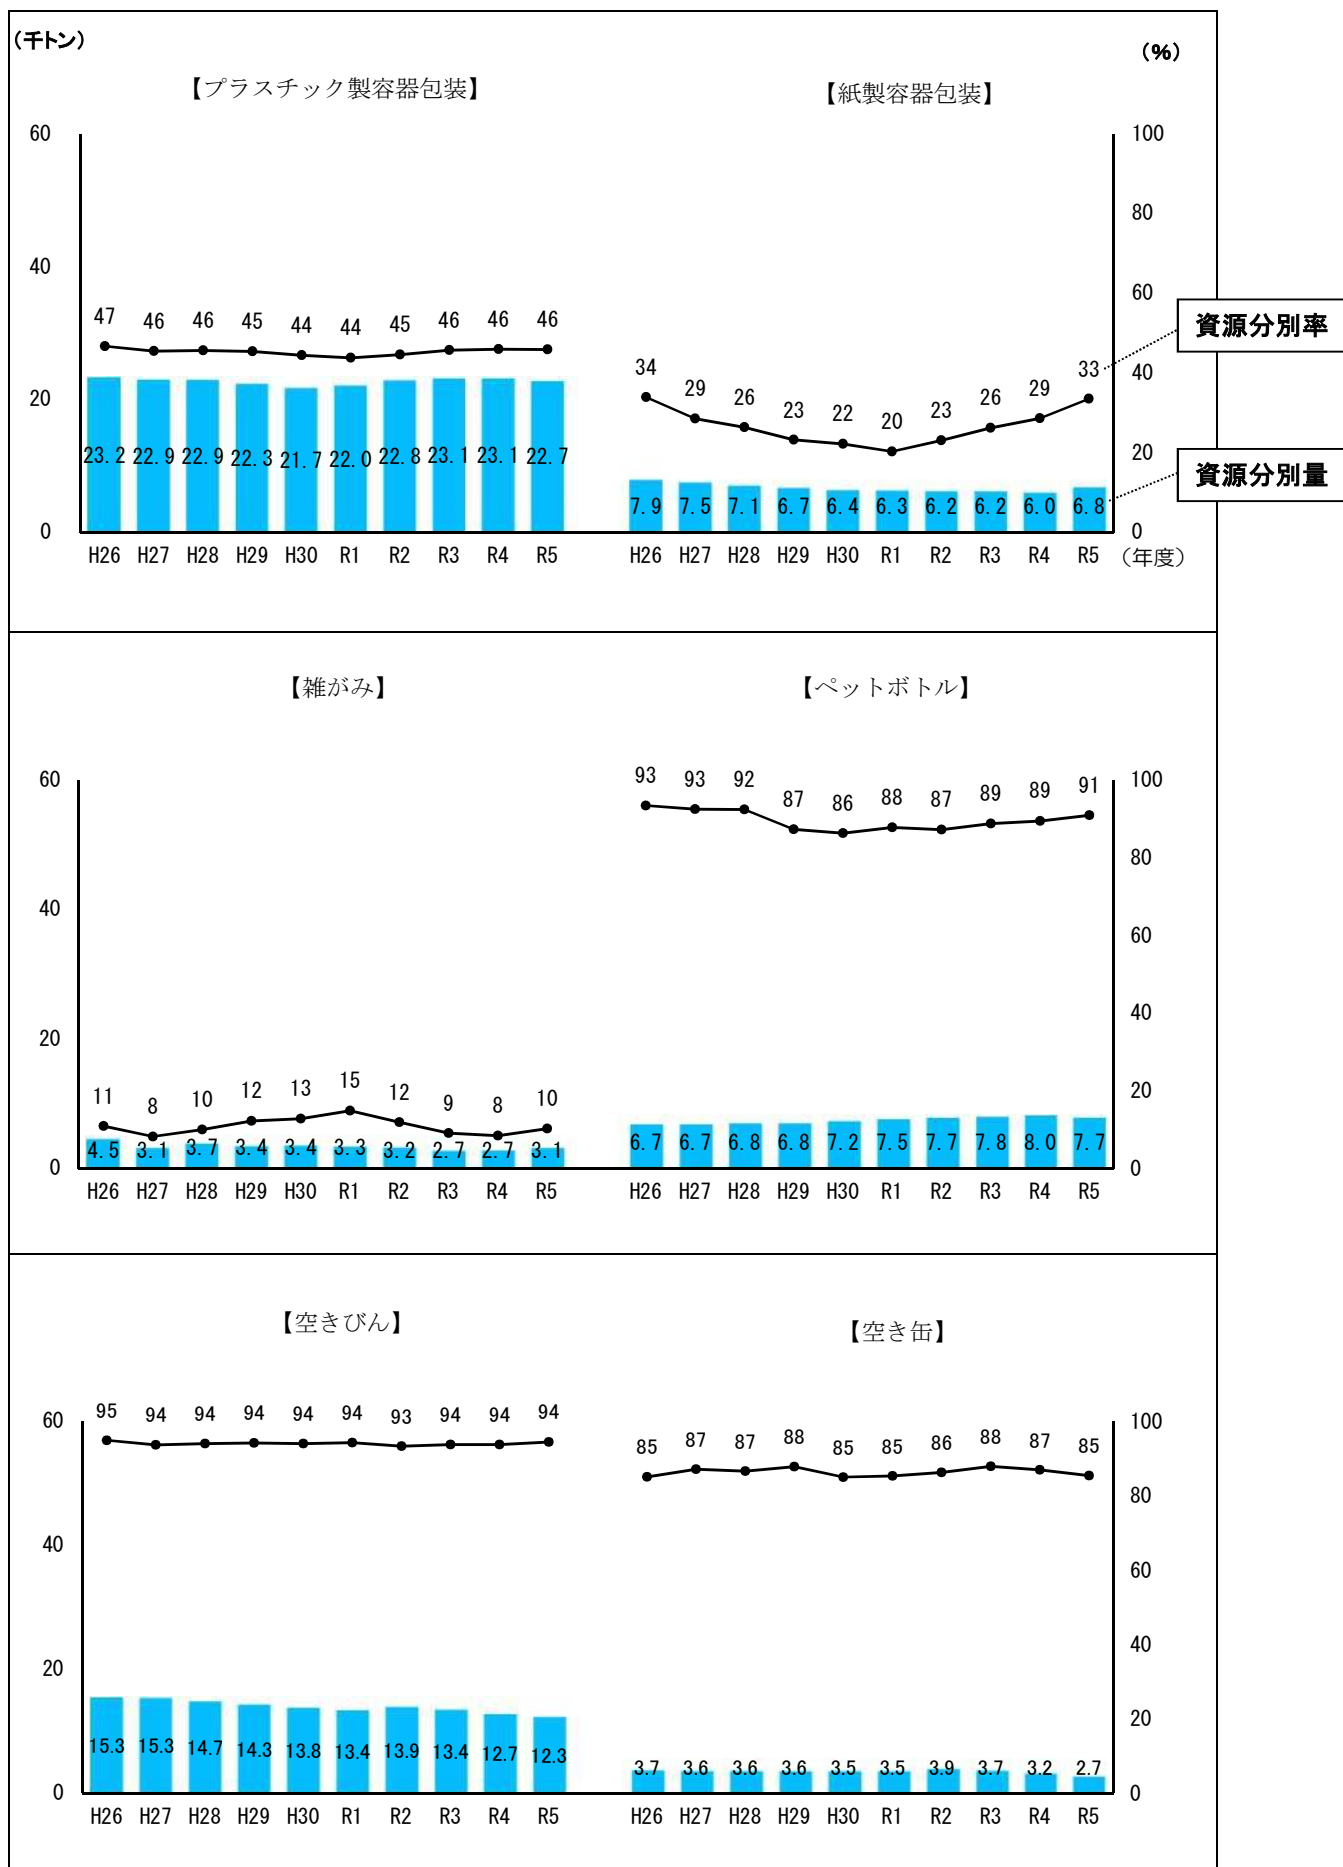 (千トン)
(%)
【プラスチック製容器包装】
【紙製容器包装】
60
40
20
0
47 46 46 45 44 44 45 46 46 46
23.2 22.9 22.9 22.3 21.7 22.0 22.8 23.1 23.1 22.7
H26 H27 H28 H29 H30 R1 R2 R3 R4 R5
34 29 26 23 22 20 23 26 29 33
7.9 7.5 7.1 6.7 6.4 6.3 6.2 6.2 6.0 6.8
H26 H27 H28 H29 H30 R1 R2 R3 R4 R5
100
80
60
40
20
0
(年度)
資源分別率
資源分別量
【雑がみ】
【ペットボトル】
60
40
20
0
11 8 10 12 13 15 12 9 8 10
4.5 3.1 3.7 3.4 3.4 3.3 3.2 2.7 2.7 3.1
H26 H27 H28 H29 H30 R1 R2 R3 R4 R5
93 93 92 87 86 88 87 89 89 91
6.7 6.7 6.8 6.8 7.2 7.5 7.7 7.8 8.0 7.7
H26 H27 H28 H29 H30 R1 R2 R3 R4 R5
100
80
60
40
20
0
【空きびん】
【空き缶】
60
40
20
0
95 94 94 94 94 94 93 94 94 94
15.3 15.3 14.7 14.3 13.8 13.4 13.9 13.4 12.7 12.3
H26 H27 H28 H29 H30 R1 R2 R3 R4 R5
85 87 87 88 85 85 86 88 87 85
3.7 3.6 3.6 3.6 3.5 3.5 3.9 3.7 3.2 2.7
H26 H27 H28 H29 H30 R1 R2 R3 R4 R5
100
80
60
40
20
0